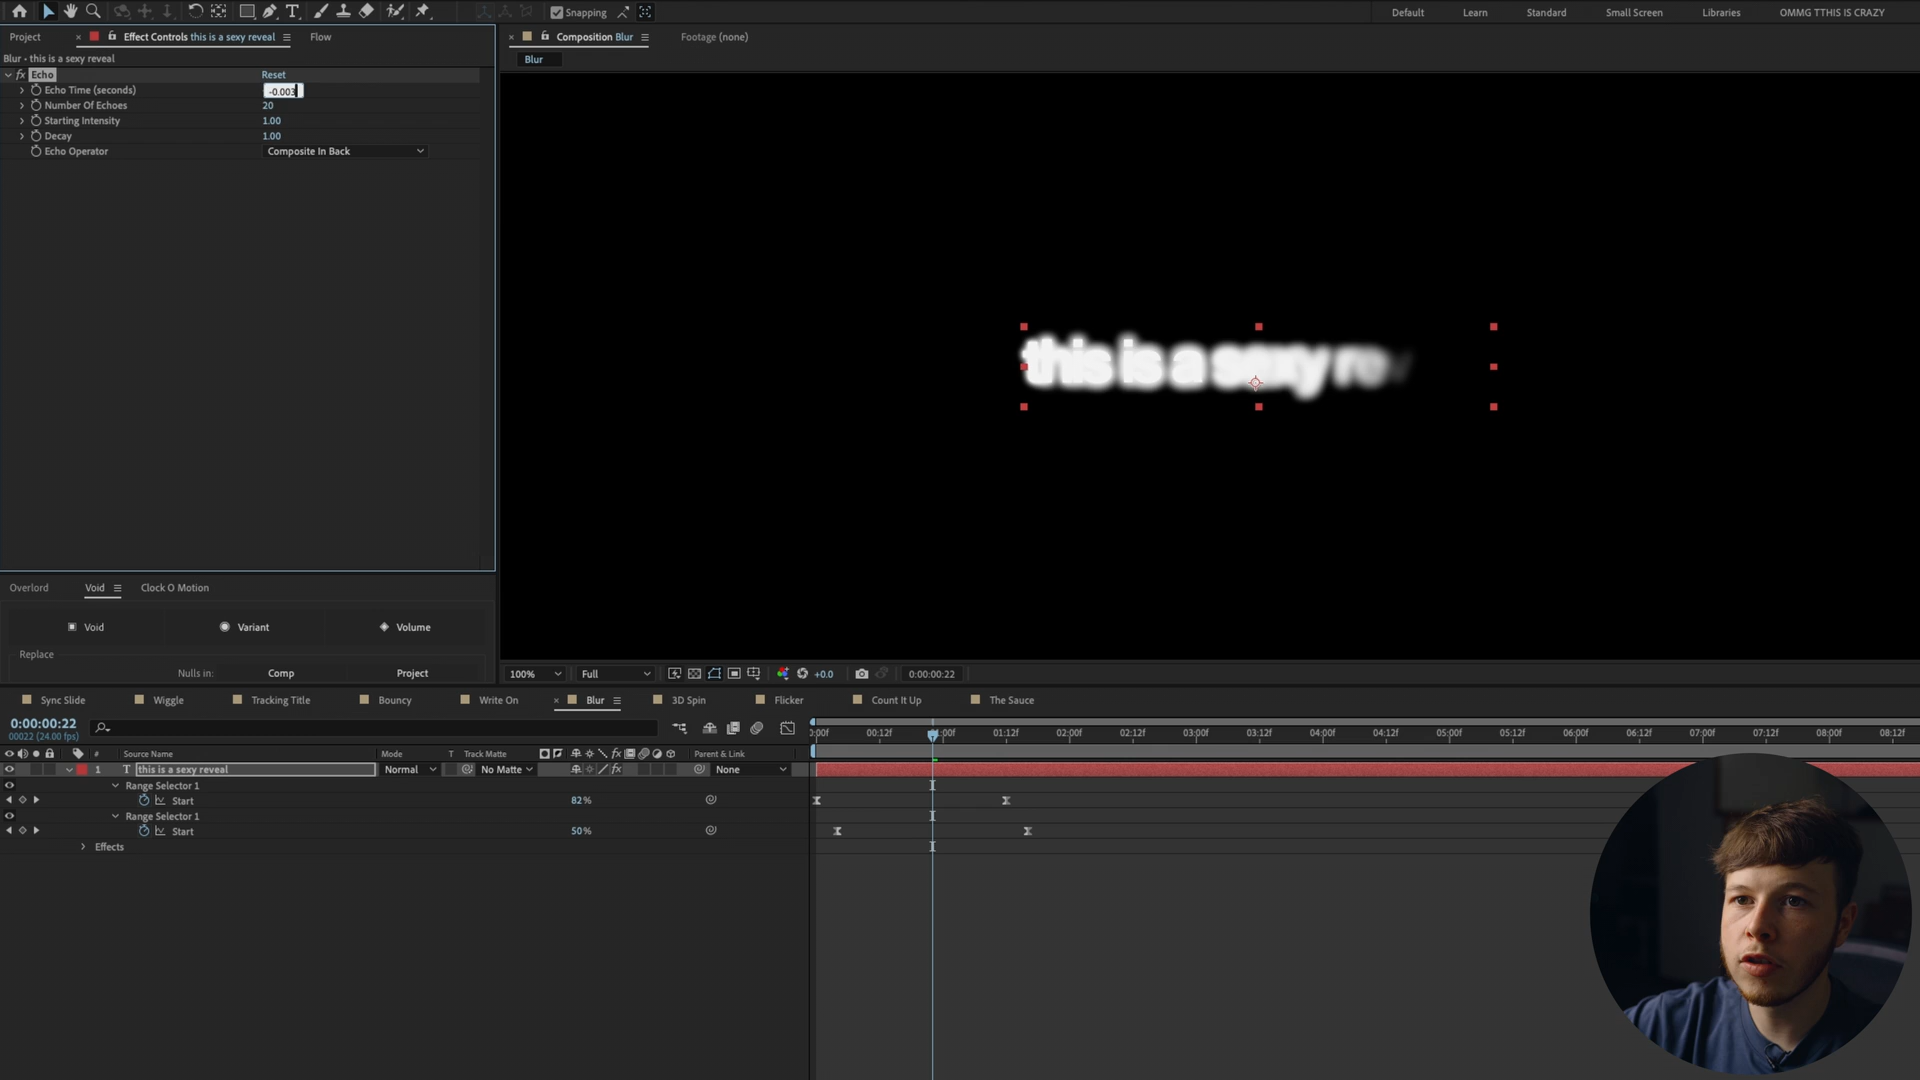 Snapping
Default Learn Standard Small Screen Libraries OMMG TTHIS IS CRAZY
Project × Effect Controls this is a sexy reveal Flow
× Composition Blur Footage (none)
Blur • this is a sexy reveal
Blur
fx Echo Reset
Echo Time (seconds) -0.003
Number Of Echoes 20
Starting Intensity 1.00
Decay 1.00
Echo Operator Composite In Back
this is a sexy rev
Overlord Void Clock O Motion
Void Variant Volume
Replace
Nulls in: Comp Project
100% Full +0.0 0:00:00:22
Sync Slide Wiggle Tracking Title Bouncy Write On × Blur 3D Spin Flicker Count It Up The Sauce
0:00:00:22
00022 (24.00 fps)
:00f 00:12f 1:00f 01:12f 02:00f 02:12f 03:00f 03:12f 04:00f 04:12f 05:00f 05:12f 06:00f 06:12f 07:00f 07:12f 08:00f 08:12f
# Source Name Mode T Track Matte fx Parent & Link
1 T this is a sexy reveal Normal No Matte fx None
Range Selector 1
Start 82%
Range Selector 1
Start 50%
Effects